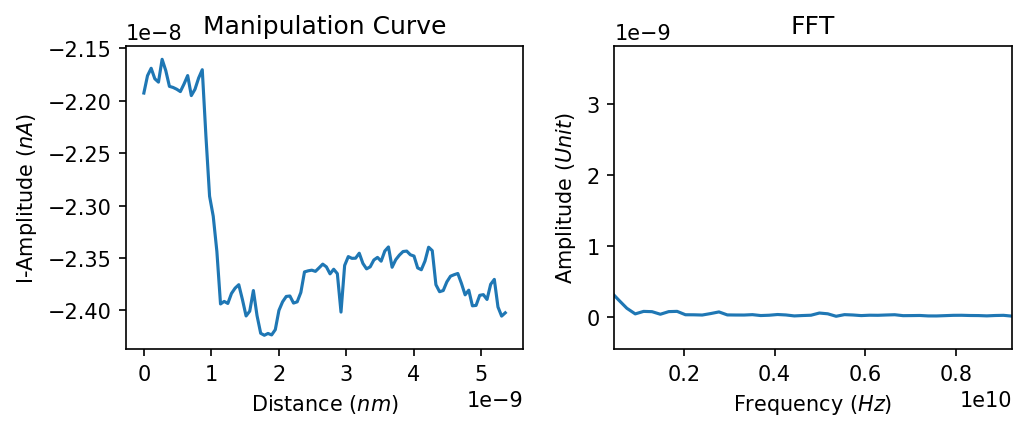 Manipulation Curve
1e−8
−2.15
−2.20
−2.25
−2.30
−2.35
−2.40
I-Amplitude (nA)
0 1 2 3 4 5
1e−9
Distance (nm)
FFT
1e−9
3
2
1
0
Amplitude (Unit)
0.2 0.4 0.6 0.8
1e10
Frequency (Hz)